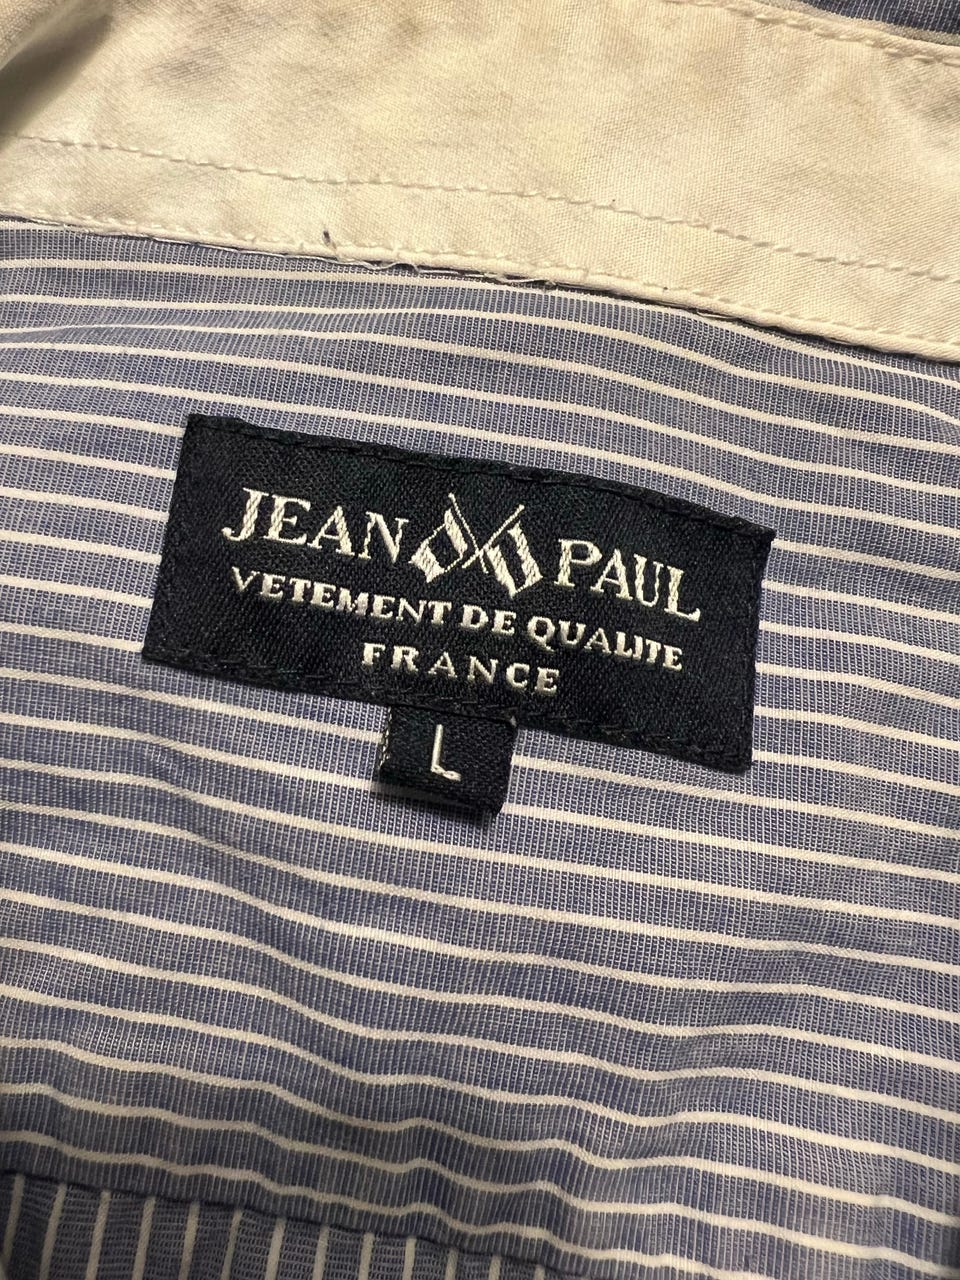 JEAN PAUL
VETEMENT DE QUALITE
FRANCE
L